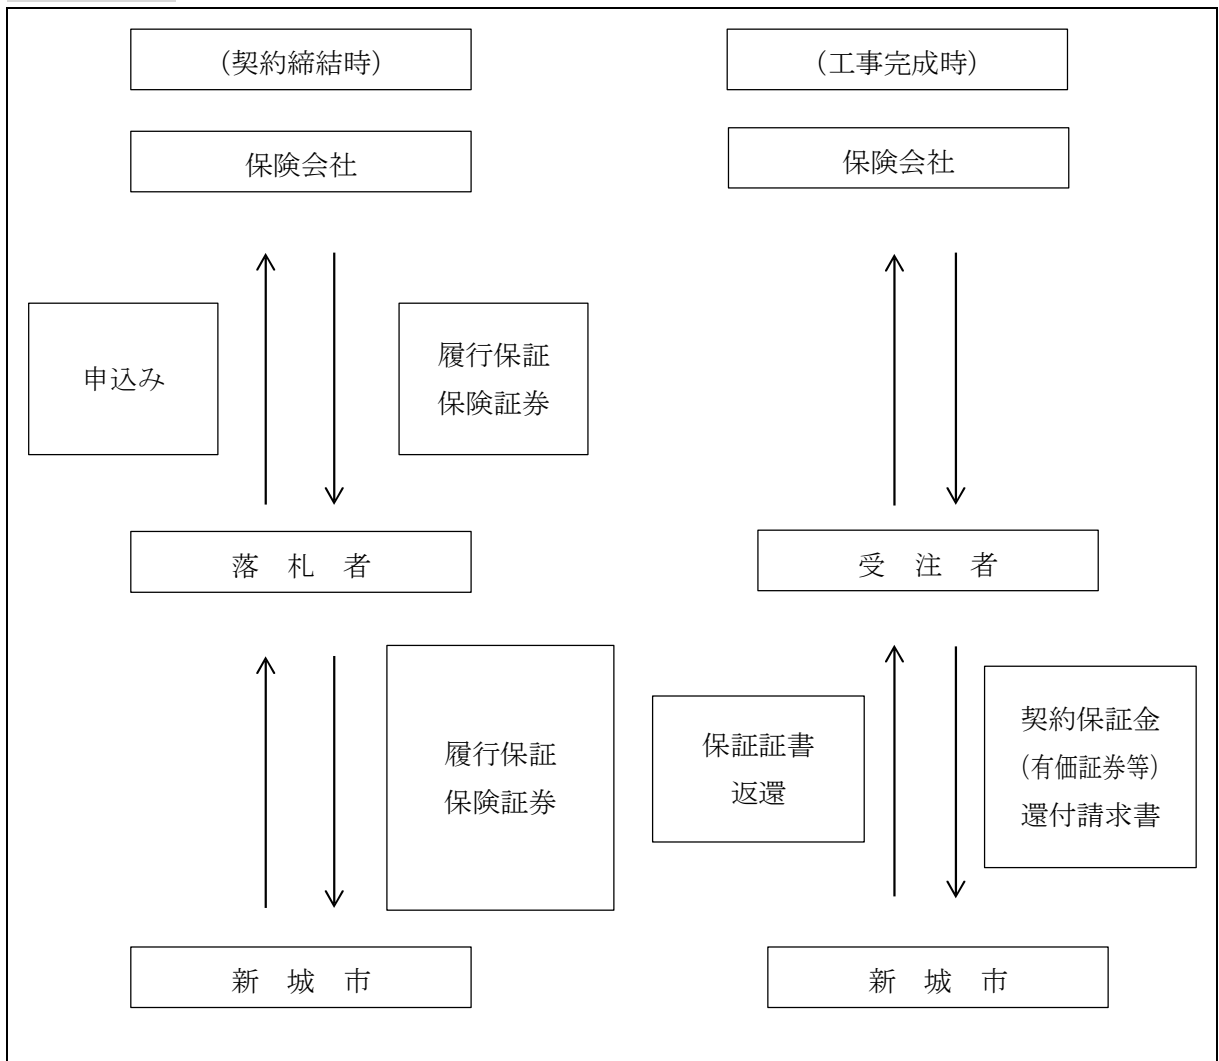 （契約締結時）
保険会社
申込み
履行保証
保険証券
落　札　者
履行保証
保険証券
新　城　市
（工事完成時）
保険会社
受　注　者
保証証書
返還
契約保証金
（有価証券等）
還付請求書
新　城　市